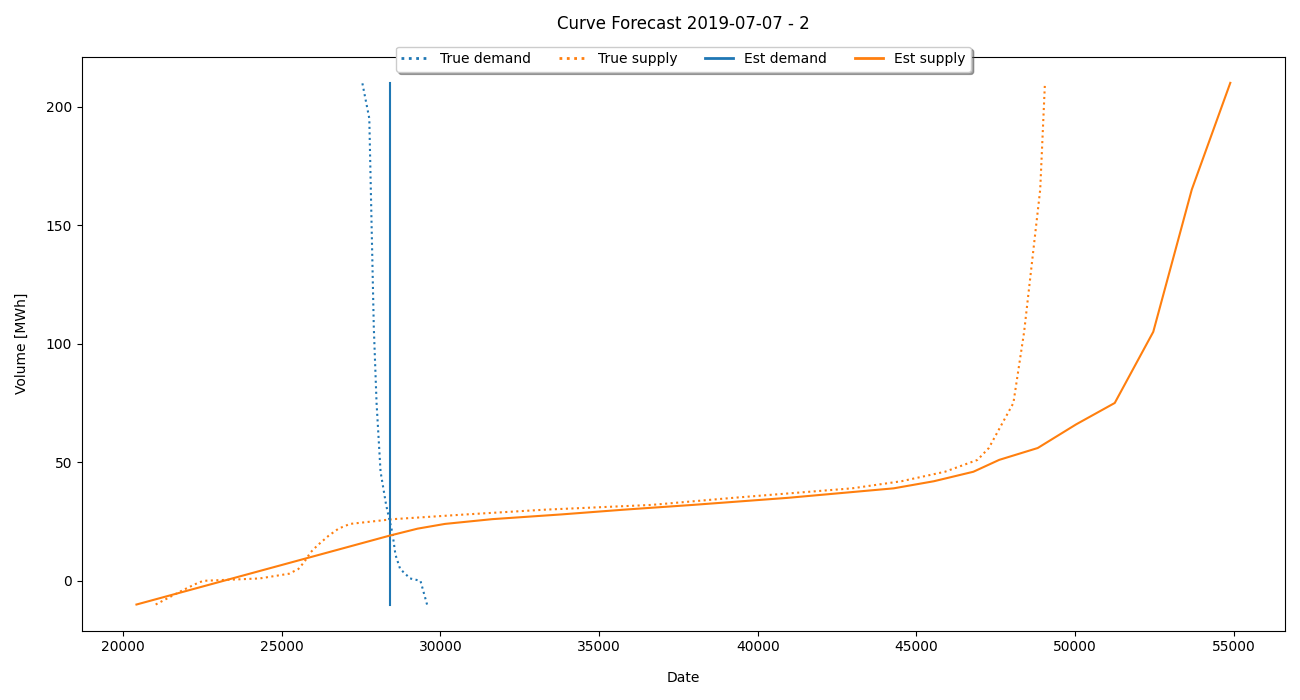 Curve Forecast 2019-07-07 - 2
True demand True supply Est demand Est supply
200
150
100
50
0
Volume [MWh]
20000 25000 30000 35000 40000 45000 50000 55000
Date